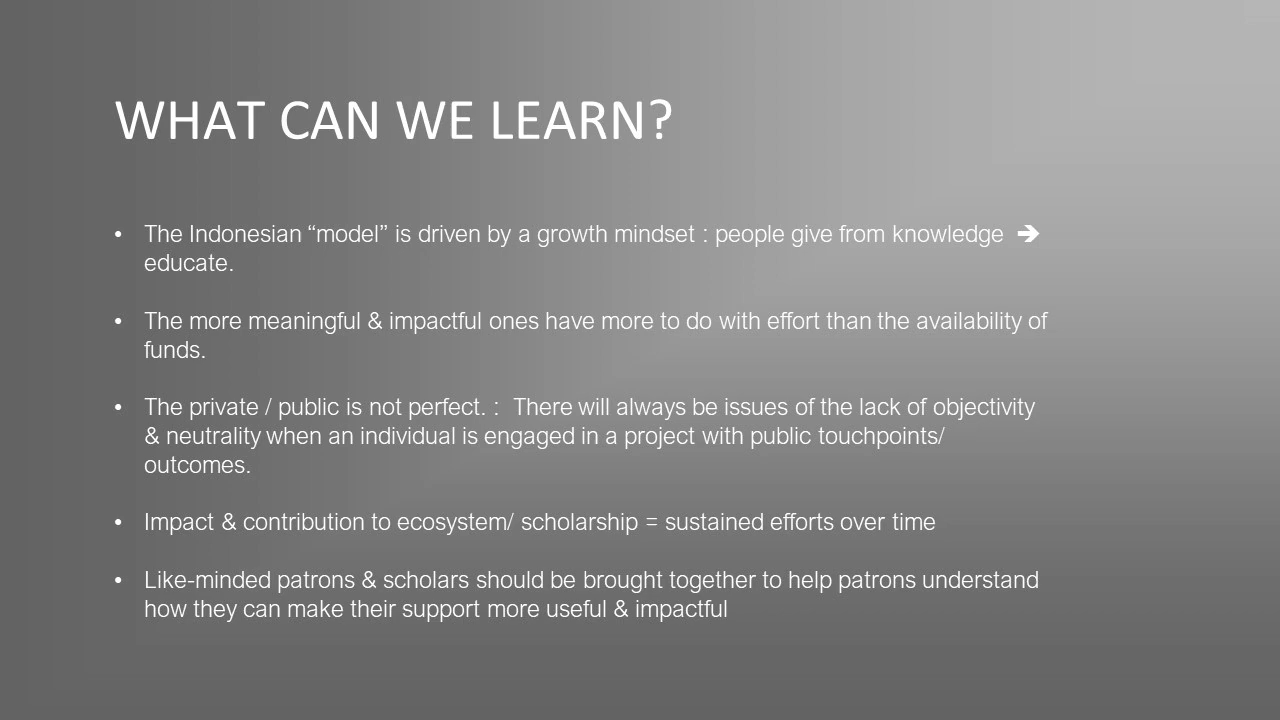 WHAT CAN WE LEARN?
• The Indonesian “model” is driven by a growth mindset : people give from knowledge ➔
educate.
• The more meaningful & impactful ones have more to do with effort than the availability of
funds.
• The private / public is not perfect. : There will always be issues of the lack of objectivity
& neutrality when an individual is engaged in a project with public touchpoints/
outcomes.
• Impact & contribution to ecosystem/ scholarship = sustained efforts over time
• Like-minded patrons & scholars should be brought together to help patrons understand
how they can make their support more useful & impactful